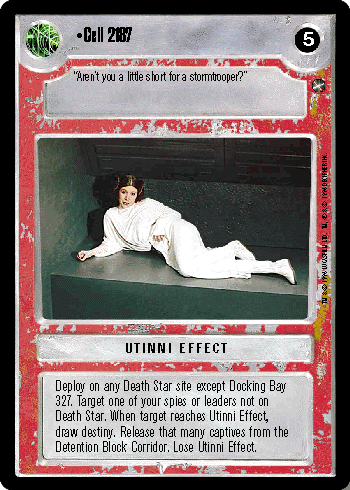 •Cell 2187
5
"Aren't you a little short for a stormtrooper?"
UTINNI EFFECT
Deploy on any Death Star site except Docking Bay
327. Target one of your spies or leaders not on
Death Star. When target reaches Utinni Effect,
draw destiny. Release that many captives from the
Detention Block Corridor. Lose Utinni Effect.